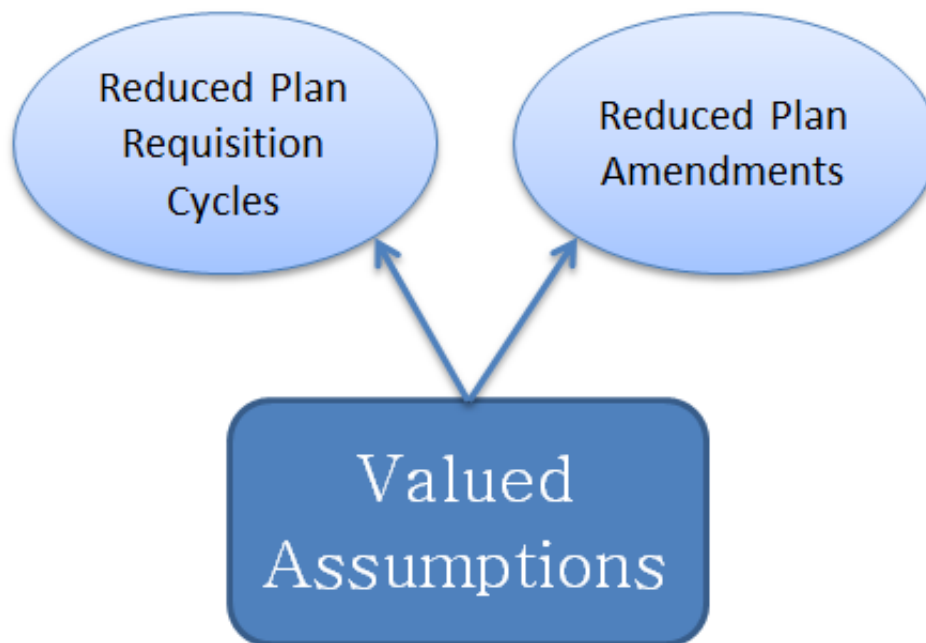 Reduced Plan
Requisition
Cycles
Reduced Plan
Amendments
Valued
Assumptions